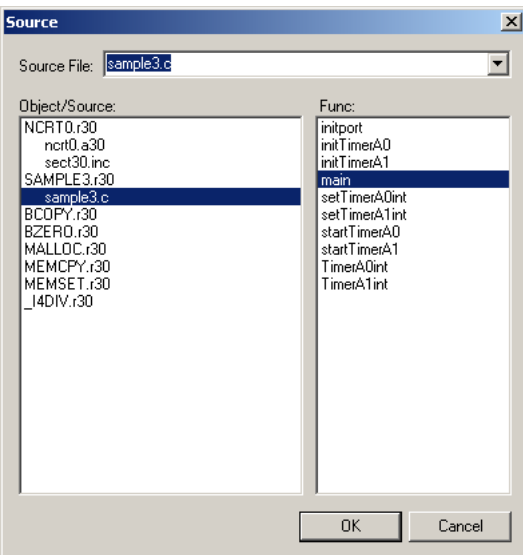 Source
Source File: sample3.c
Object/Source:
NCRT0.r30
ncrt0.a30
sect30.inc
SAMPLE3.r30
sample3.c
BCOPY.r30
BZERO.r30
MALLOC.r30
MEMCPY.r30
MEMSET.r30
_I4DIV.r30
Func:
initport
initTimerA0
initTimerA1
main
setTimerA0int
setTimerA1int
startTimerA0
startTimerA1
TimerA0int
TimerA1int
OK Cancel